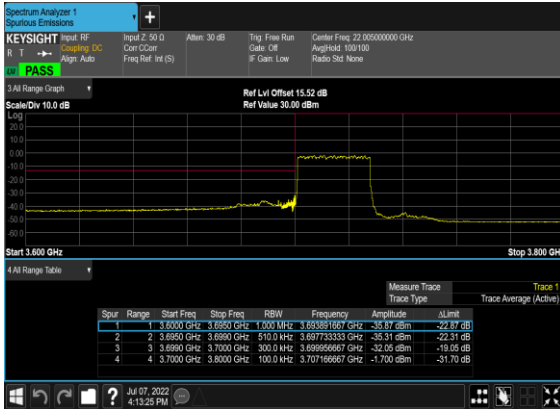 Spectrum Analyzer 1
Spurious Emissions
KEYSIGHT
R T
Input: RF
Coupling: DC
Align: Auto
Input Z: 50 Ω
Corr CCorr
Freq Ref: Int (S)
Atten: 30 dB
Trig: Free Run
Gate: Off
IF Gain: Low
Center Freq: 22.005000000 GHz
Avg|Hold: 100/100
Radio Std: None
PASS
3 All Range Graph
Scale/Div 10.0 dB
Ref Lvl Offset 15.52 dB
Ref Value 30.00 dBm
Log
20.0
10.0
0.00
-10.0
-20.0
-30.0
-40.0
-50.0
-60.0
Start 3.600 GHz
Stop 3.800 GH
4 All Range Table
Measure Trace Trace 1
Trace Type Trace Average (Active)
Spur Range Start Freq Stop Freq RBW Frequency Amplitude ΔLimit
1 1 3.6000 GHz 3.6950 GHz 1.000 MHz 3.693891667 GHz -35.87 dBm -22.87 dB
2 2 3.6950 GHz 3.6990 GHz 510.0 kHz 3.697733333 GHz -35.31 dBm -22.31 dB
3 3 3.6990 GHz 3.7000 GHz 300.0 kHz 3.699956667 GHz -32.05 dBm -19.05 dB
4 4 3.7000 GHz 3.8000 GHz 100.0 kHz 3.707166667 GHz -1.700 dBm -31.70 dB
Jul 07, 2022
4:13:25 PM